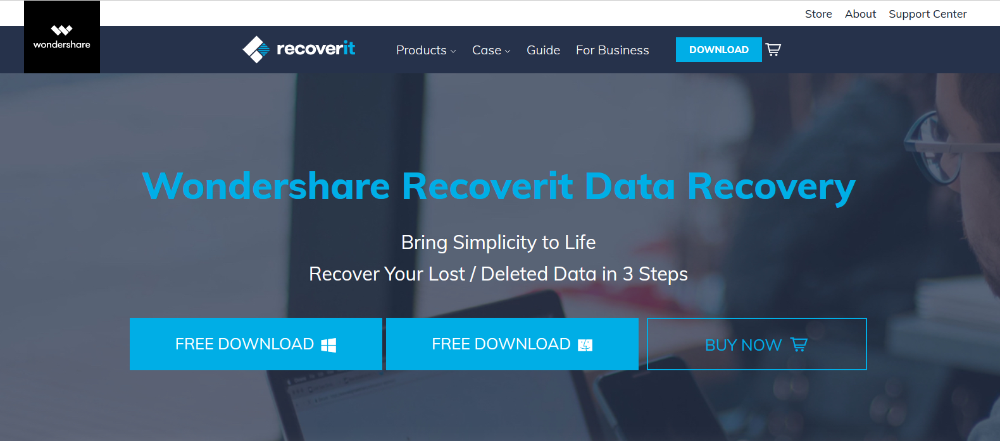 Store About Support Center
wondershare
recoverit Products Case Guide For Business DOWNLOAD
Wondershare Recoverit Data Recovery
Bring Simplicity to Life
Recover Your Lost / Deleted Data in 3 Steps
FREE DOWNLOAD FREE DOWNLOAD BUY NOW